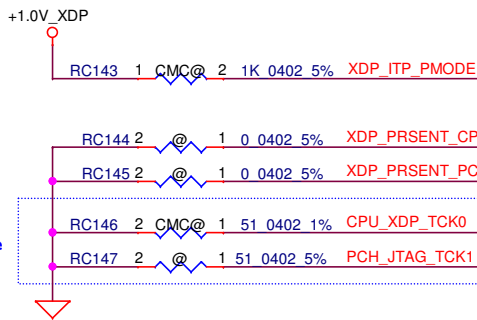 +1.0V_XDP
RC143 1 CMC@ 2 1K_0402_5% XDP_ITP_PMODE
RC144 2 @ 1 0_0402_5% XDP_PRSENT_CP
RC145 2 @ 1 0_0402_5% XDP_PRSENT_PC
RC146 2 CMC@ 1 51_0402_1% CPU_XDP_TCK0
e
RC147 2 @ 1 51_0402_5% PCH_JTAG_TCK1